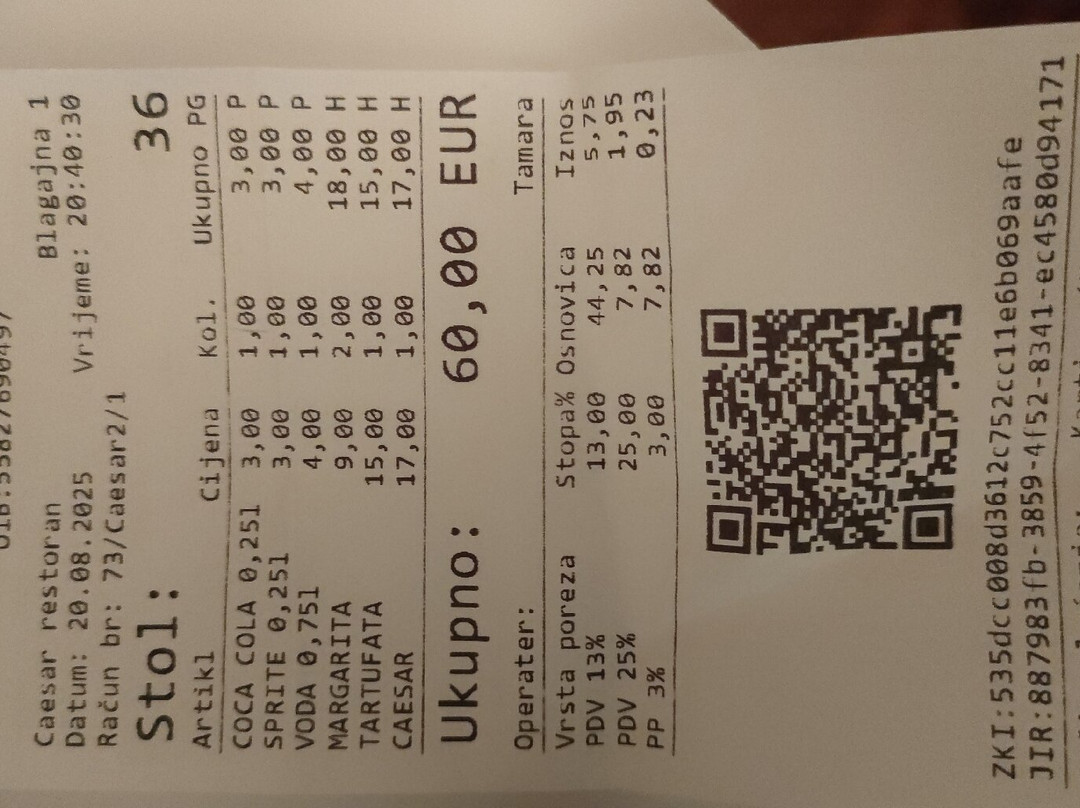 Caesar restoran Blagajna 1
Datum: 20.08.2025 Vrijeme: 20:40:30
Račun br: 73/Caesar2/1
Stol: 36
Artikl Cijena Kol. Ukupno PG
COCA COLA 0,25l 3,00 1,00 3,00 P
SPRITE 0,25l 3,00 1,00 3,00 P
VODA 0,75l 4,00 1,00 4,00 P
MARGARITA 9,00 2,00 18,00 H
TARTUFATA 15,00 1,00 15,00 H
CAESAR 17,00 1,00 17,00 H
Ukupno: 60,00 EUR
Operater: Tamara
Vrsta poreza Stopa% Osnovica Iznos
PDV 13% 13,00 44,25 5,75
PDV 25% 25,00 7,82 1,95
PP 3% 3,00 7,82 0,23
ZKI:535dcc008d3612c752cc11e6b069aafe
JIR:887983fb-3859-4f52-8341-ec4580d94171